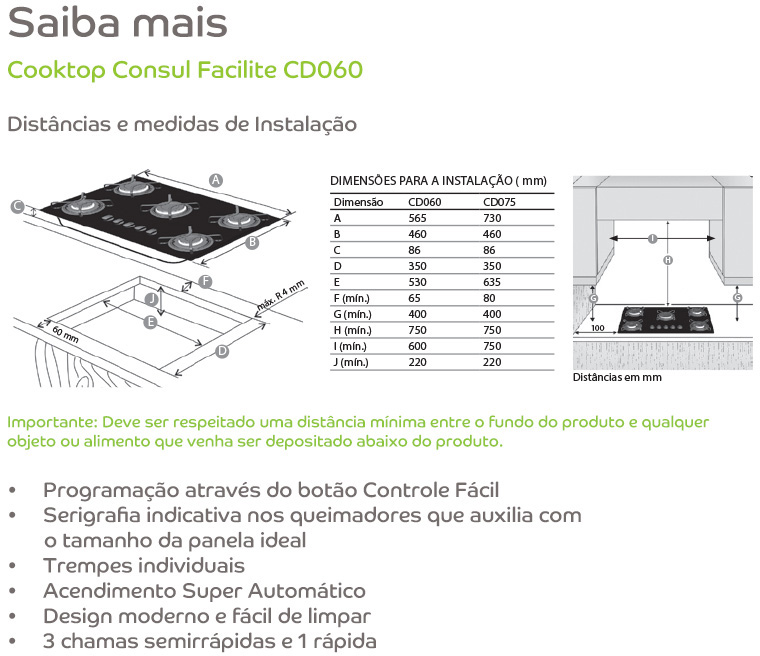 Saiba mais
Cooktop Consul Facilite CD060
Distâncias e medidas de Instalação
A
C
B
F
máx. R 4 mm
J
E
60 mm
D
DIMENSÕES PARA A INSTALAÇÃO ( mm)
Dimensão CD060 CD075
A 565 730
B 460 460
C 86 86
D 350 350
E 530 635
F (mín.) 65 80
G (mín.) 400 400
H (mín.) 750 750
I (mín.) 600 750
J (mín.) 220 220
I
H
G G
100
Distâncias em mm
Importante: Deve ser respeitado uma distância mínima entre o fundo do produto e qualquer
objeto ou alimento que venha ser depositado abaixo do produto.
• Programação através do botão Controle Fácil
• Serigrafia indicativa nos queimadores que auxilia com
o tamanho da panela ideal
• Trempes individuais
• Acendimento Super Automático
• Design moderno e fácil de limpar
• 3 chamas semirrápidas e 1 rápida